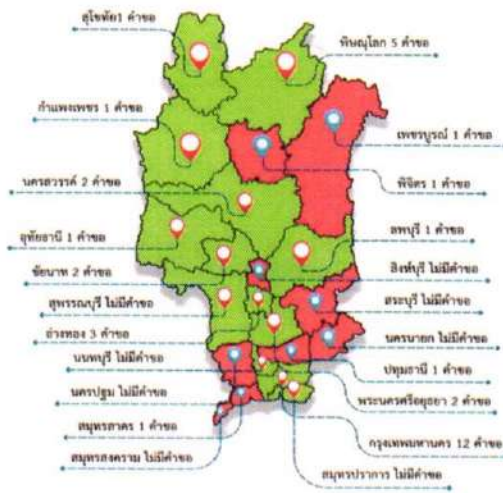 สุโขทัย1 คำขอ
พิษณุโลก 5 คำขอ
กำแพงเพชร 1 คำขอ
เพชรบูรณ์ 1 คำขอ
นครสวรรค์ 2 คำขอ
พิจิตร 1 คำขอ
อุทัยธานี 1 คำขอ
ลพบุรี 1 คำขอ
ชัยนาท 2 คำขอ
สิงห์บุรี ไม่มีคำขอ
สุพรรณบุรี ไม่มีคำขอ
สระบุรี ไม่มีคำขอ
อ่างทอง 3 คำขอ
นครนายก ไม่มีคำขอ
นนทบุรี ไม่มีคำขอ
ปทุมธานี 1 คำขอ
นครปฐม ไม่มีคำขอ
พระนครศรีอยุธยา 2 คำขอ
สมุทรสาคร 1 คำขอ
กรุงเทพมหานคร 12 คำขอ
สมุทรสงคราม ไม่มีคำขอ
สมุทรปราการ ไม่มีคำขอ